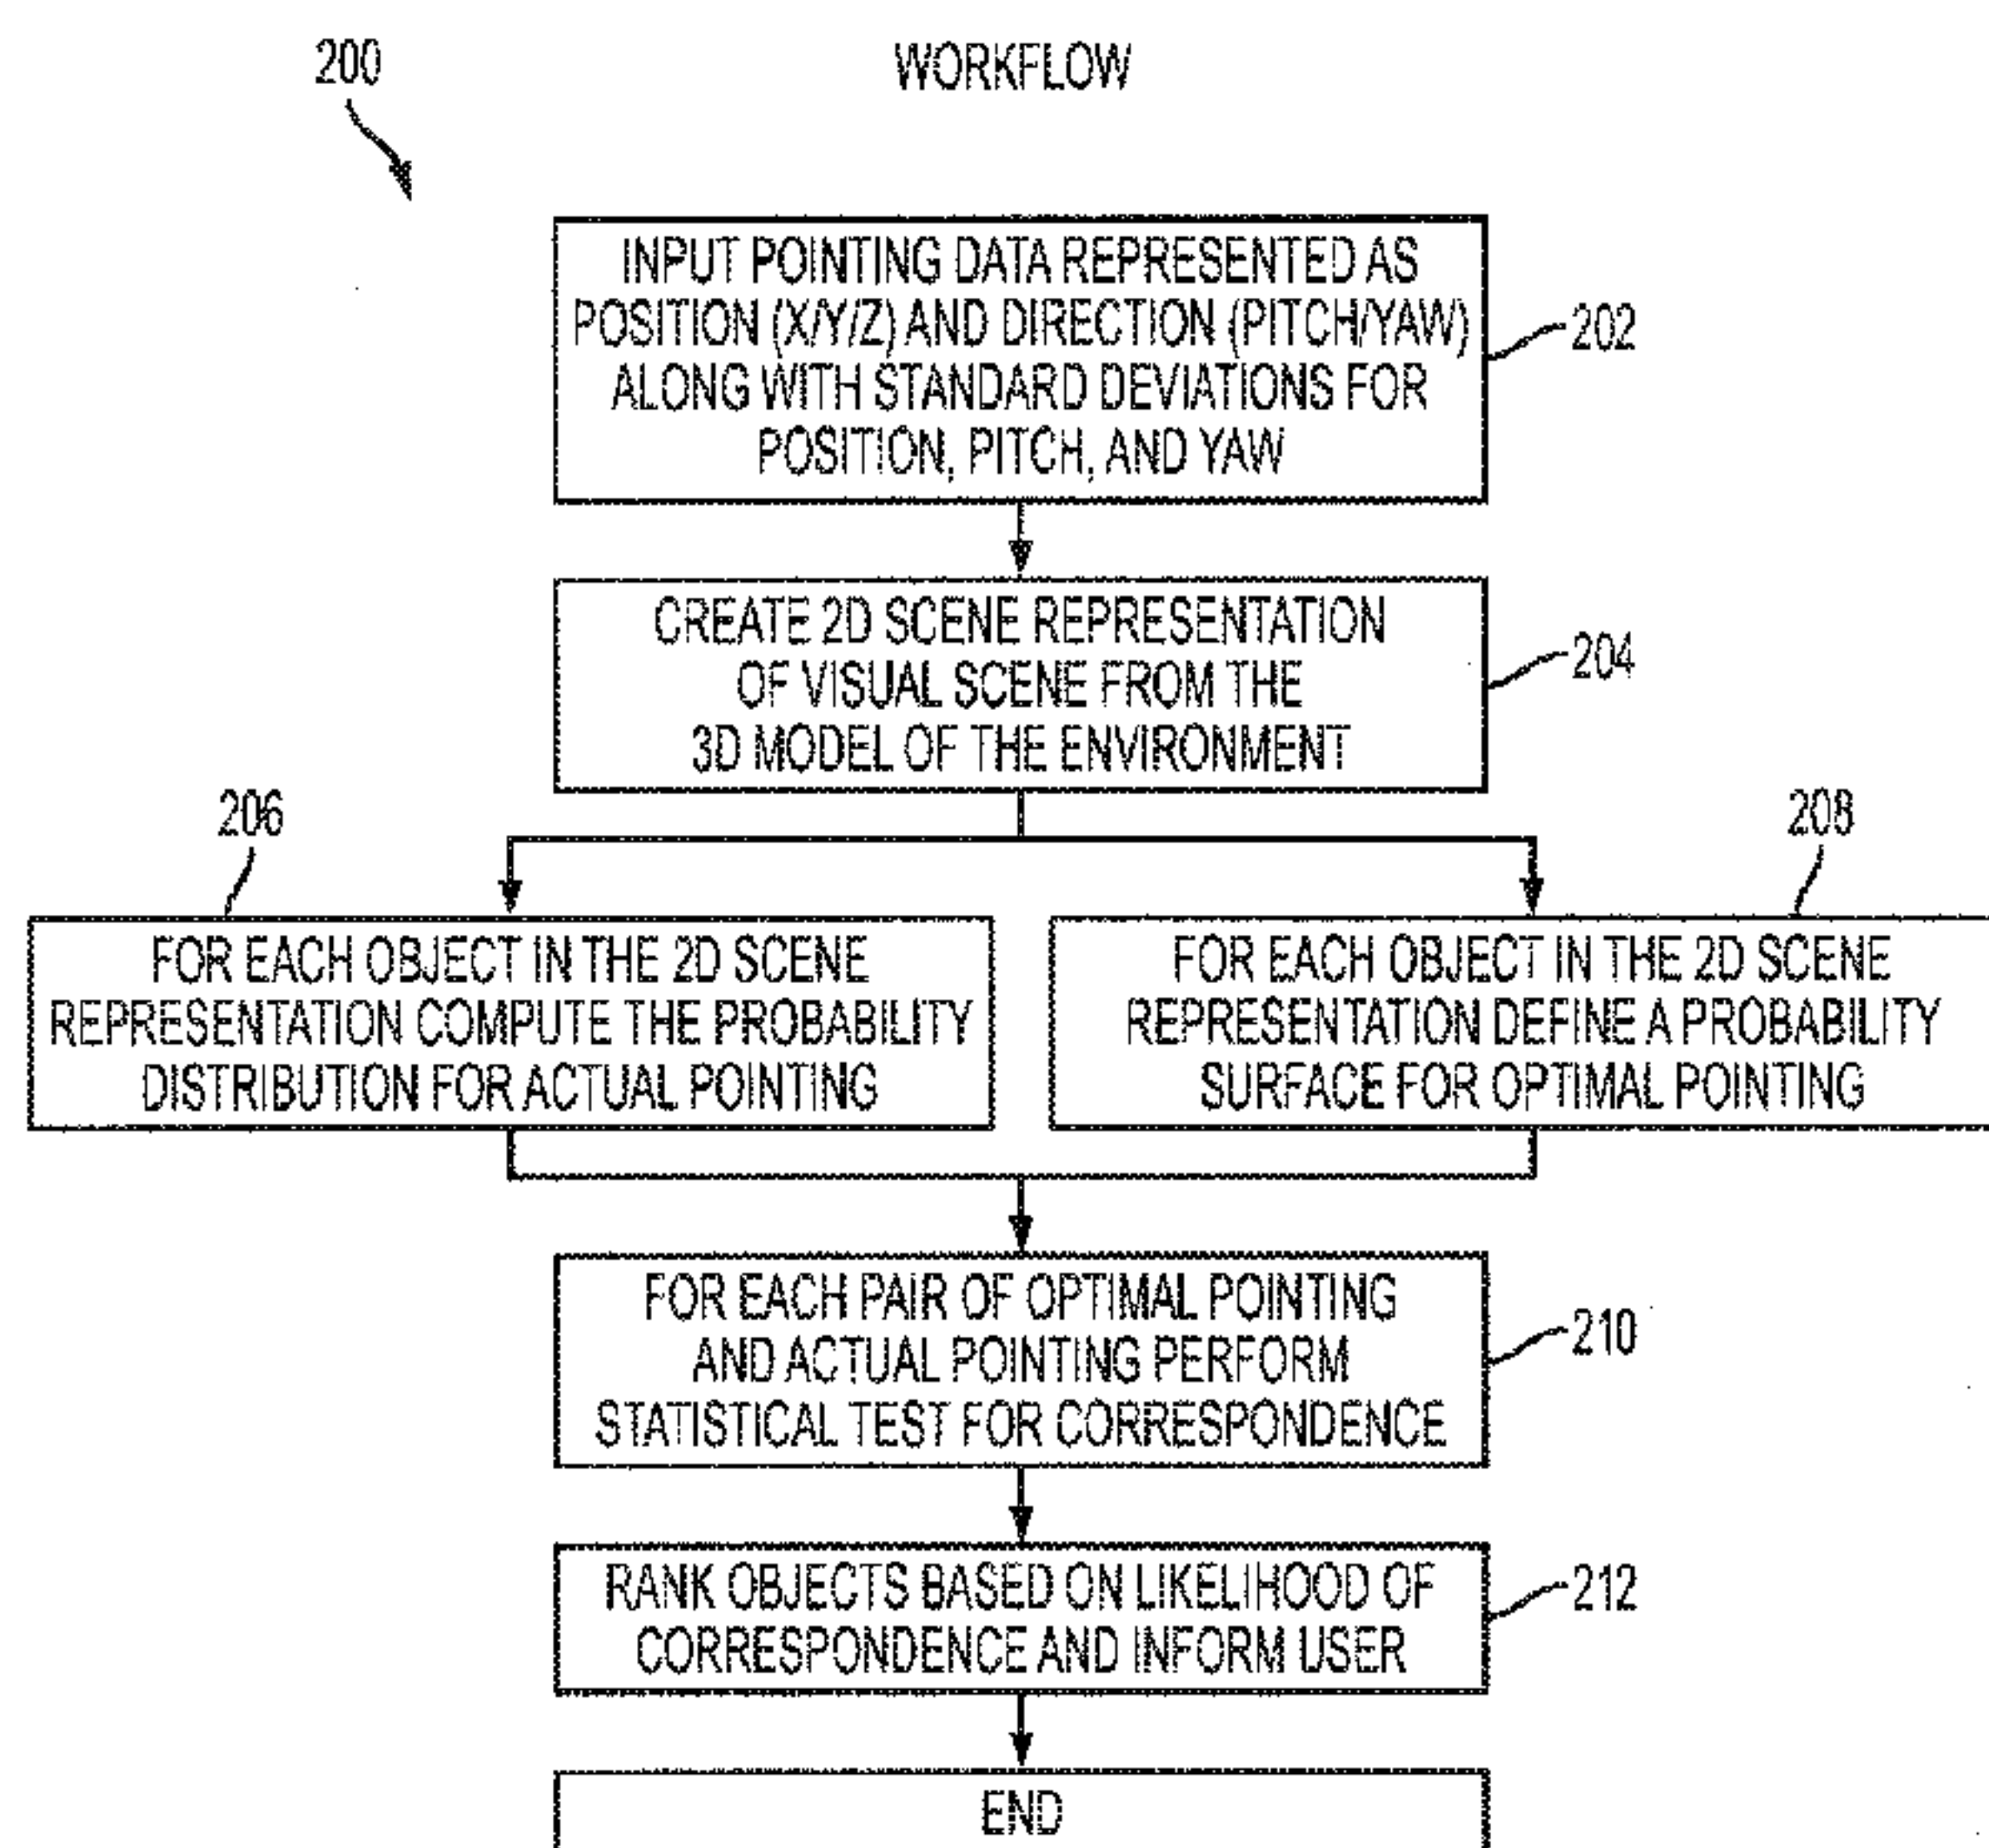 200
WORKFLOW
INPUT POINTING DATA REPRESENTED AS
POSITION (X/Y/Z) AND DIRECTION (PITCH/YAW)
ALONG WITH STANDARD DEVIATIONS FOR
POSITION, PITCH, AND YAW
202
CREATE 2D SCENE REPRESENTATION
OF VISUAL SCENE FROM THE
3D MODEL OF THE ENVIRONMENT
204
206
FOR EACH OBJECT IN THE 2D SCENE
REPRESENTATION COMPUTE THE PROBABILITY
DISTRIBUTION FOR ACTUAL POINTING
208
FOR EACH OBJECT IN THE 2D SCENE
REPRESENTATION DEFINE A PROBABILITY
SURFACE FOR OPTIMAL POINTING
FOR EACH PAIR OF OPTIMAL POINTING
AND ACTUAL POINTING PERFORM
STATISTICAL TEST FOR CORRESPONDENCE
210
RANK OBJECTS BASED ON LIKELIHOOD OF
CORRESPONDENCE AND INFORM USER
212
END